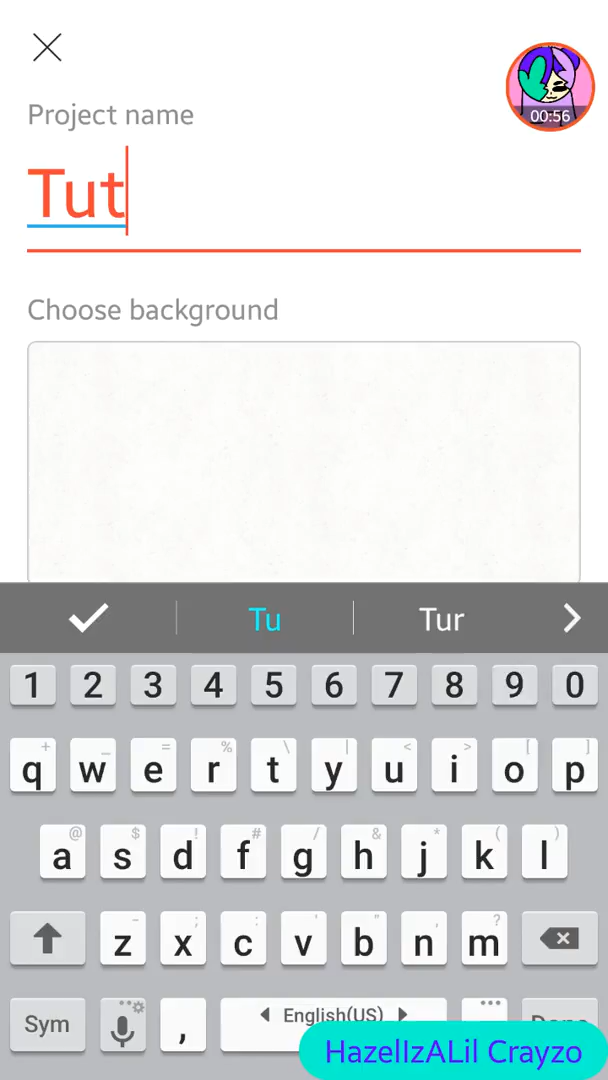 Project name
00:56
Tut
Choose background
Tu Tur
1 2 3 4 5 6 7 8 9 0
+ _ = % \ | < > [ ]
q w e r t y u i o p
@ $ ! # / & * ( )
a s d f g h j k l
- ; : ' " , ?
z x c v b n m
Sym , English(US)
HazelIzALil Crayzo